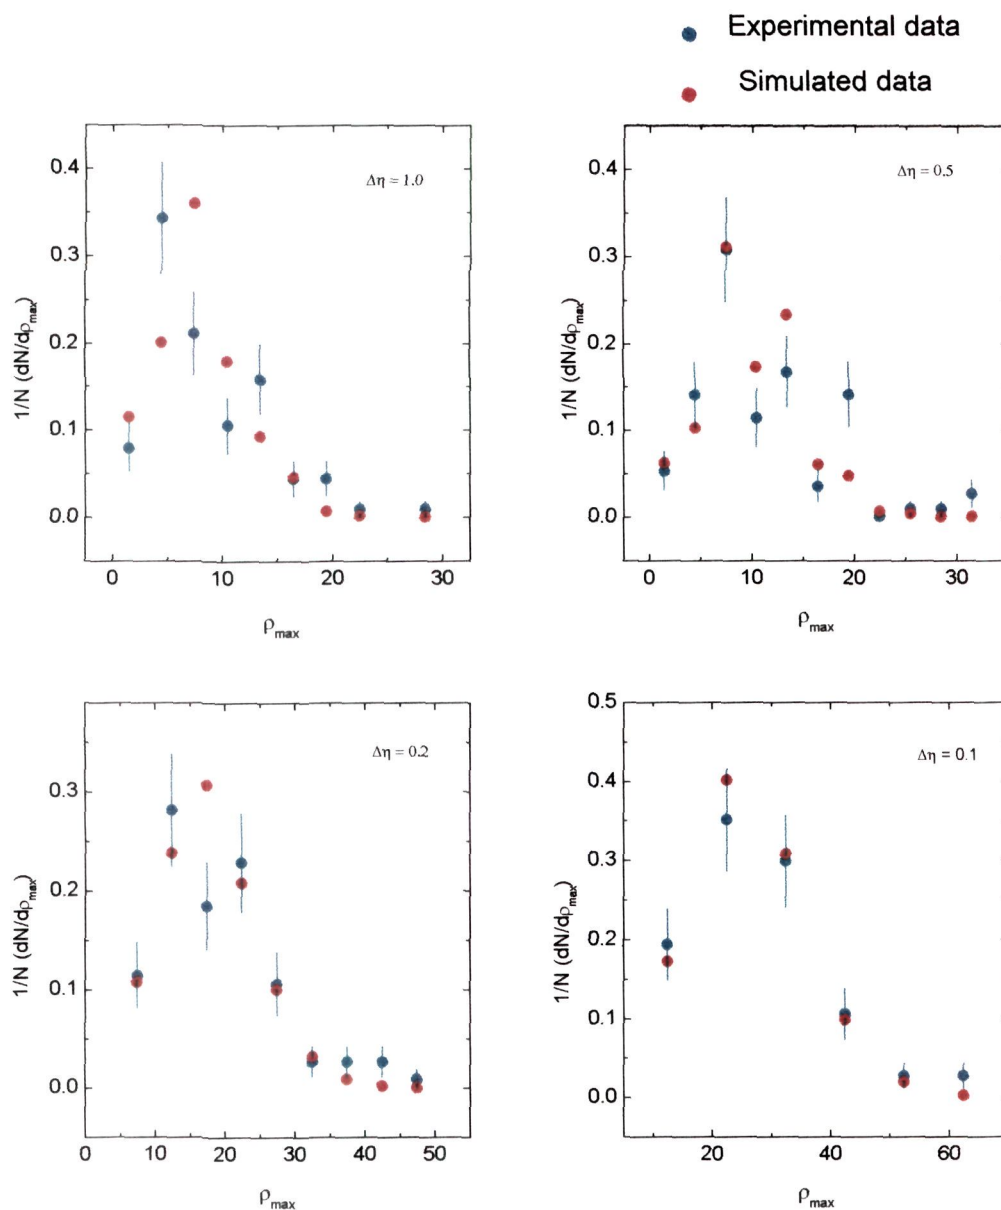 Experimental data
Simulated data
Δη = 1.0
0.4
0.3
0.2
0.1
0.0
1/N (dN/dρmax)
0 10 20 30
ρmax
Δη = 0.5
0.4
0.3
0.2
0.1
0.0
1/N (dN/dρmax)
0 10 20 30
ρmax
Δη = 0.2
0.3
0.2
0.1
0.0
1/N (dN/dρmax)
0 10 20 30 40 50
ρmax
Δη = 0.1
0.5
0.4
0.3
0.2
0.1
0.0
1/N (dN/dρmax)
20 40 60
ρmax